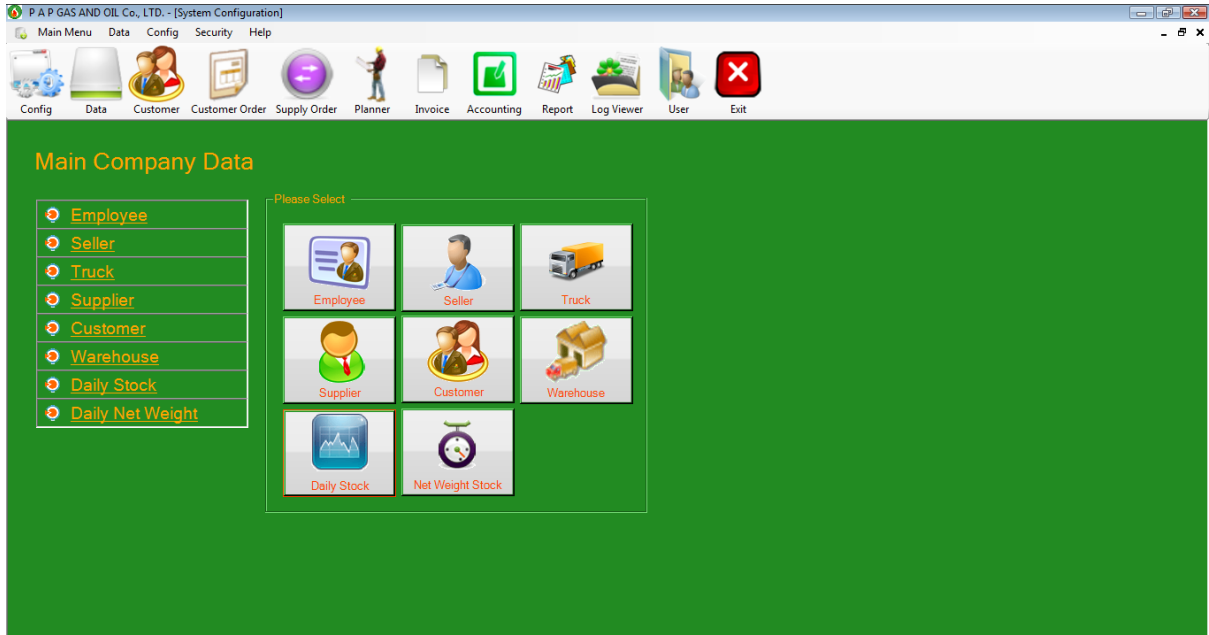 P A P GAS AND OIL Co., LTD. - [System Configuration]
Main Menu Data Config Security Help
Config Data Customer Customer Order Supply Order Planner Invoice Accounting Report Log Viewer User Exit
Main Company Data
Employee
Seller
Truck
Supplier
Customer
Warehouse
Daily Stock
Daily Net Weight
Please Select
Employee Seller Truck
Supplier Customer Warehouse
Daily Stock Net Weight Stock